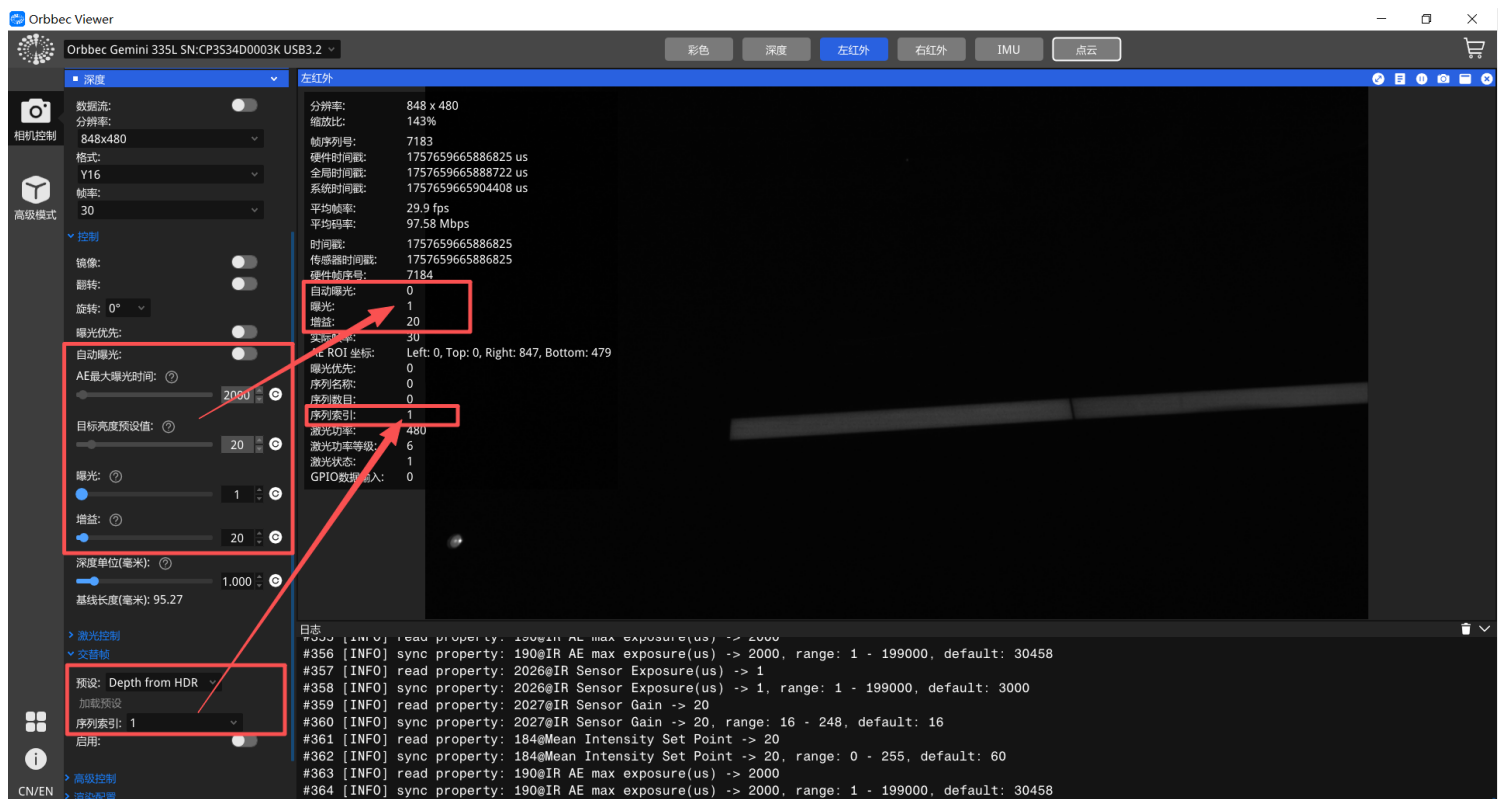 Orbbec Viewer
Orbbec Gemini 335L SN:CP3S34D0003K USB3.2
彩色
深度
左红外
右红外
IMU
点云
相机控制
高级模式
CN/EN
深度
数据流:
分辨率:
848x480
格式:
Y16
帧率:
30
控制
镜像:
翻转:
旋转: 0°
曝光优先:
自动曝光:
AE最大曝光时间:
2000
目标亮度预设值:
20
曝光:
1
增益:
20
深度单位(毫米):
1.000
基线长度(毫米): 95.27
激光控制
交替帧
预设: Depth from HDR
加载预设
序列索引: 1
启用:
高级控制
渲染配置
左红外
分辨率: 848 x 480
缩放比: 143%
帧序列号: 7183
硬件时间戳: 1757659665886825 us
全局时间戳: 1757659665888722 us
系统时间戳: 1757659665904408 us
平均帧率: 29.9 fps
平均码率: 97.58 Mbps
时间戳: 1757659665886825
传感器时间戳: 1757659665886825
硬件帧序号: 7184
自动曝光: 0
曝光: 1
增益: 20
实际帧率: 30
AE ROI 坐标: Left: 0, Top: 0, Right: 847, Bottom: 479
曝光优先: 0
序列名称: 0
序列数目: 0
序列索引: 1
激光功率: 480
激光功率等级: 6
激光状态: 1
GPIO数据输入: 0
日志
#355 [INFO] read property: 190@IR AE max exposure(us) -> 2000
#356 [INFO] sync property: 190@IR AE max exposure(us) -> 2000, range: 1 - 199000, default: 30458
#357 [INFO] read property: 2026@IR Sensor Exposure(us) -> 1
#358 [INFO] sync property: 2026@IR Sensor Exposure(us) -> 1, range: 1 - 199000, default: 3000
#359 [INFO] read property: 2027@IR Sensor Gain -> 20
#360 [INFO] sync property: 2027@IR Sensor Gain -> 20, range: 16 - 248, default: 16
#361 [INFO] read property: 184@Mean Intensity Set Point -> 20
#362 [INFO] sync property: 184@Mean Intensity Set Point -> 20, range: 0 - 255, default: 60
#363 [INFO] read property: 190@IR AE max exposure(us) -> 2000
#364 [INFO] sync property: 190@IR AE max exposure(us) -> 2000, range: 1 - 199000, default: 30458